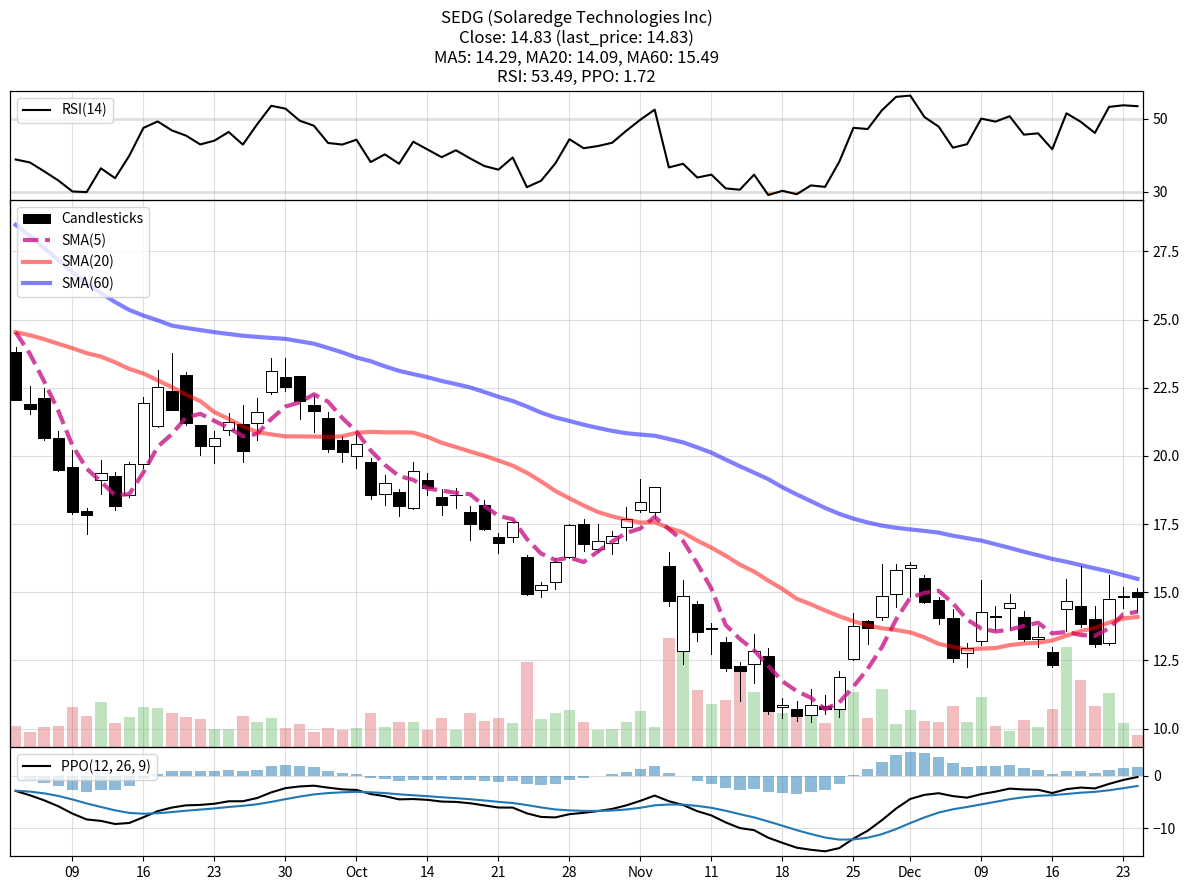 SEDG (Solaredge Technologies Inc)
Close: 14.83 (last_price: 14.83)
MA5: 14.29, MA20: 14.09, MA60: 15.49
RSI: 53.49, PPO: 1.72
RSI(14)
50
30
Candlesticks
SMA(5)
SMA(20)
SMA(60)
27.5
25.0
22.5
20.0
17.5
15.0
12.5
10.0
PPO(12, 26, 9)
0
−10
09 16 23 30 Oct 14 21 28 Nov 11 18 25 Dec 09 16 23